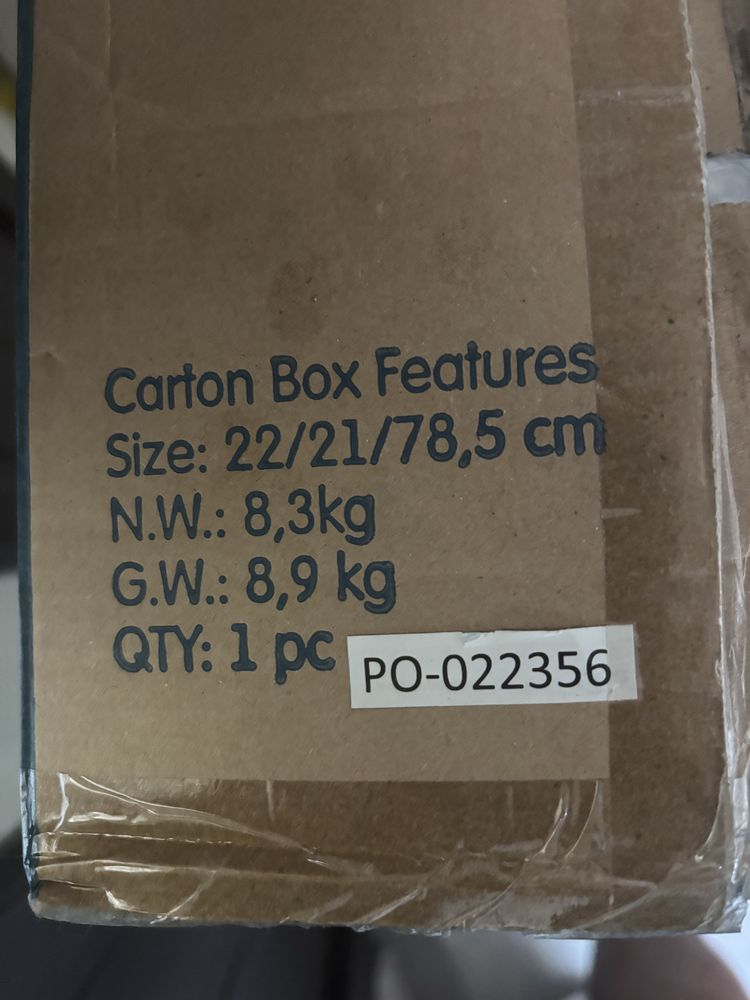 Carton Box Features
Size: 22/21/78,5 cm
N.W.: 8,3kg
G.W.: 8,9 kg
QTY: 1 pc
PO-022356